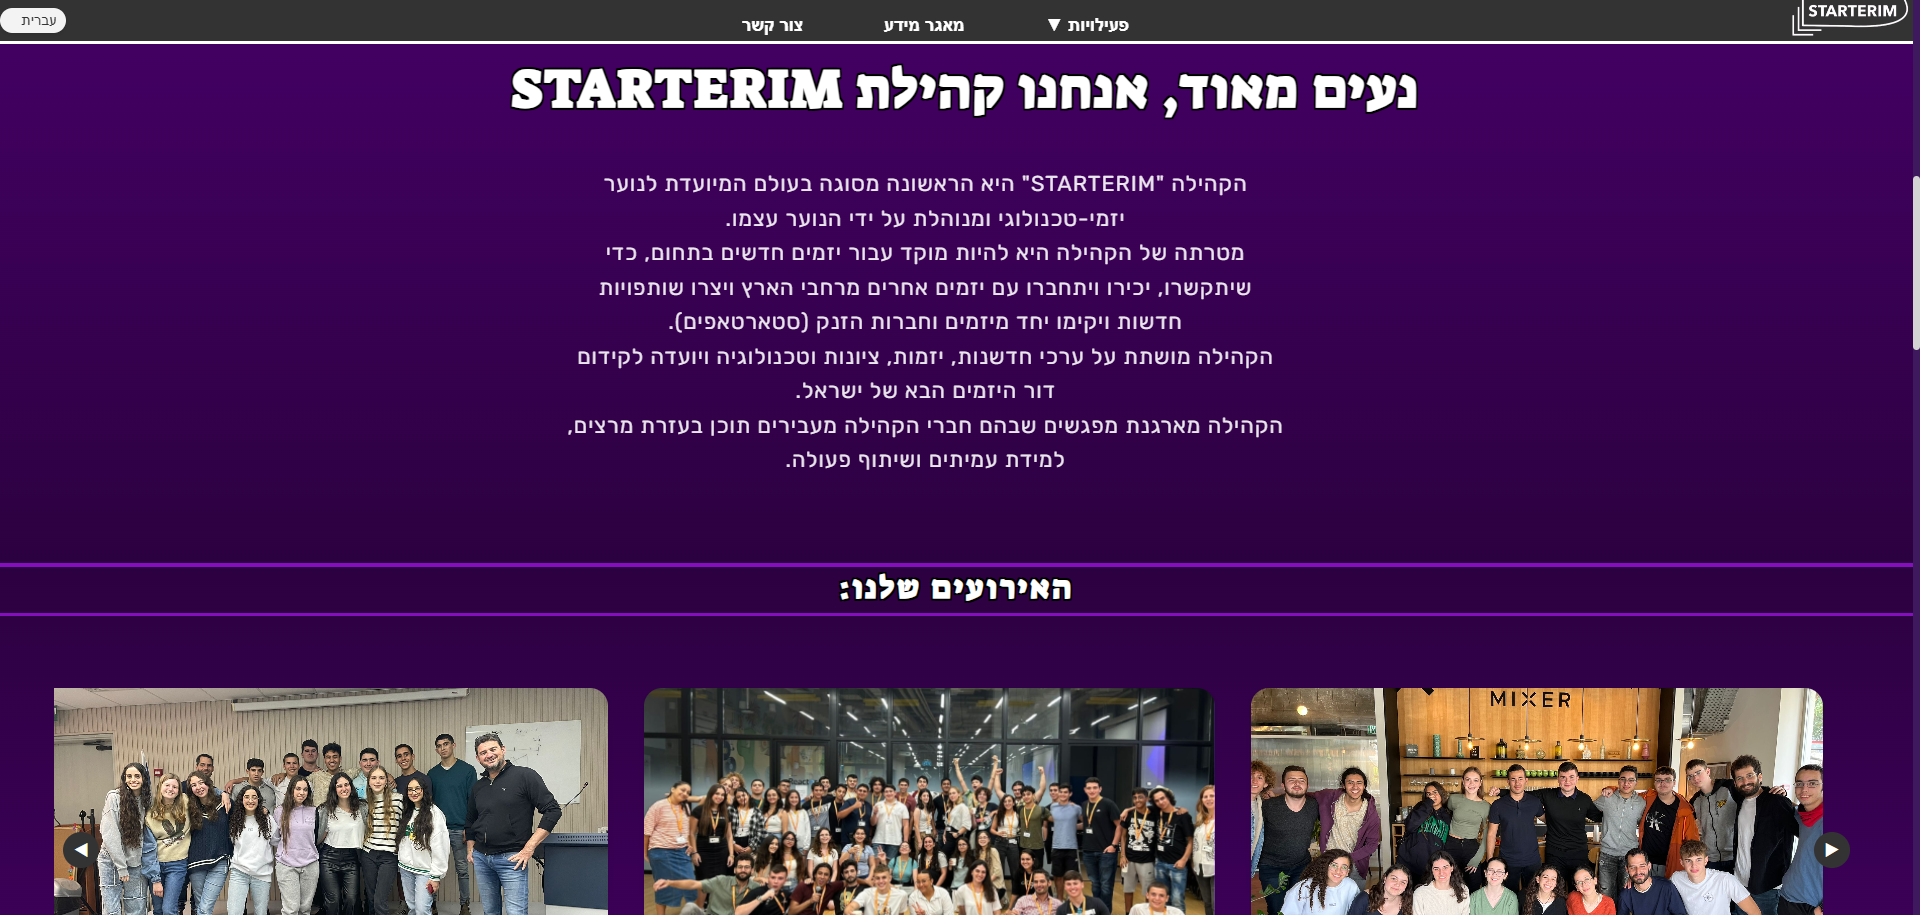 STARTERIM
פעילויות ▼
מאגר מידע
צור קשר
עברית
נעים מאוד, אנחנו קהילת STARTERIM
הקהילה "STARTERIM" היא הראשונה מסוגה בעולם המיועדת לנוער
יזמי-טכנולוגי ומנוהלת על ידי הנוער עצמו.
מטרתה של הקהילה היא להיות מוקד עבור יזמים חדשים בתחום, כדי
שיתקשרו, יכירו ויתחברו עם יזמים אחרים מרחבי הארץ ויצרו שותפויות
חדשות ויקימו יחד מיזמים וחברות הזנק (סטארטאפים).
הקהילה מושתת על ערכי חדשנות, יזמות, ציונות וטכנולוגיה ויועדה לקידום
דור היזמים הבא של ישראל.
הקהילה מארגנת מפגשים שבהם חברי הקהילה מעבירים תוכן בעזרת מרצים,
למידת עמיתים ושיתוף פעולה.
האירועים שלנו:
MIXER